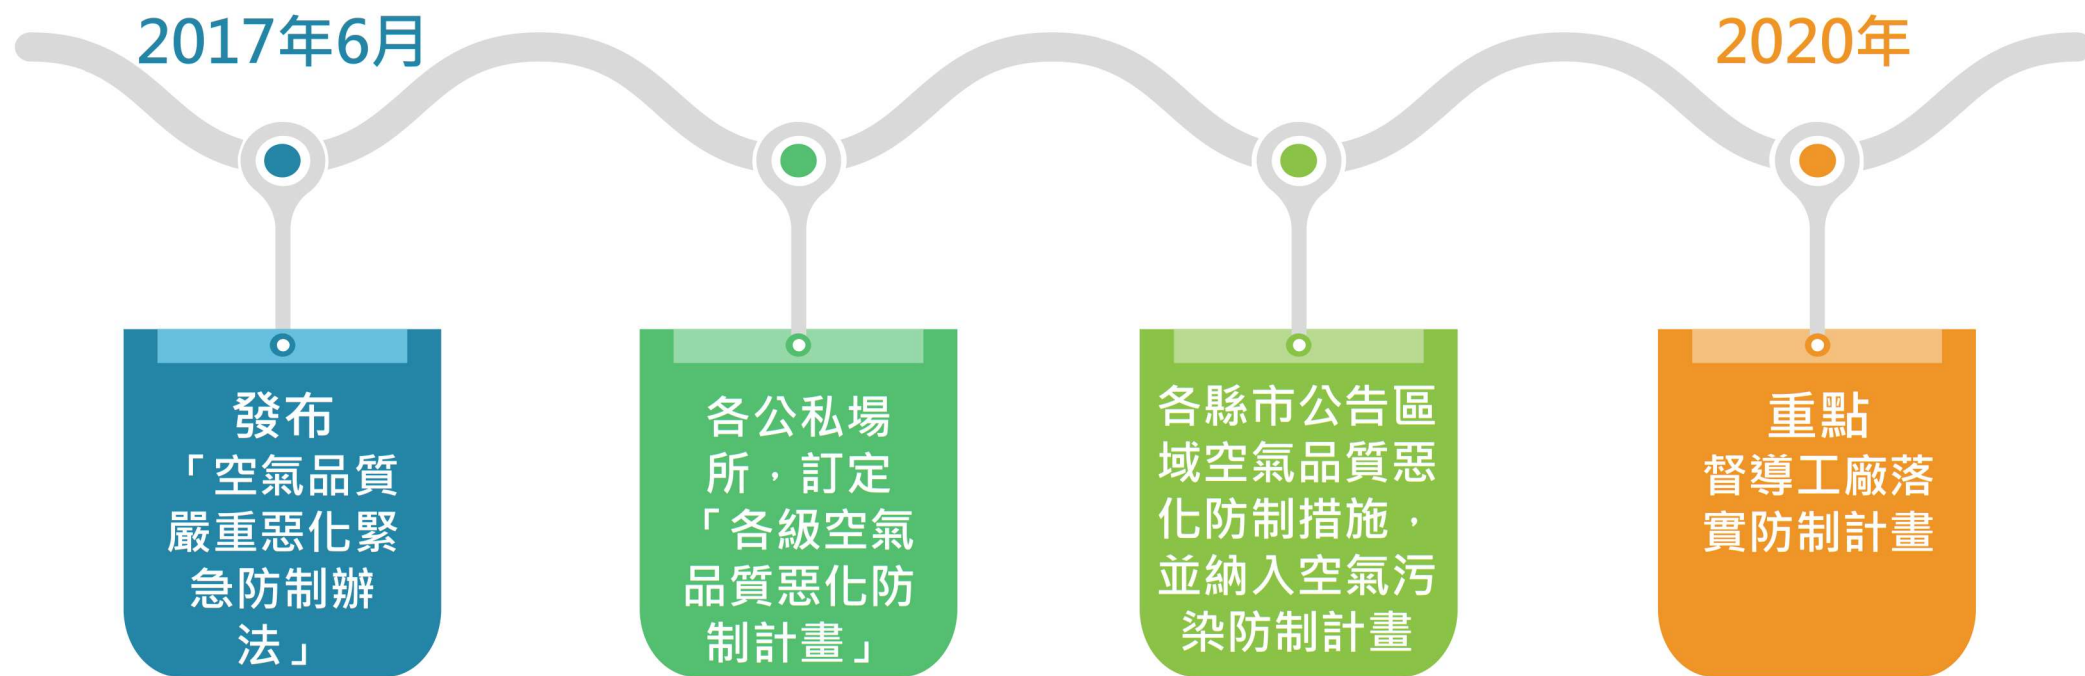 2017年6月
2020年
發布
「空氣品質
嚴重惡化緊
急防制辦
法」
各公私場
所，訂定
「各級空氣
品質惡化防
制計畫」
各縣市公告區
域空氣品質惡
化防制措施，
並納入空氣污
染防制計畫
重點
督導工廠落
實防制計畫